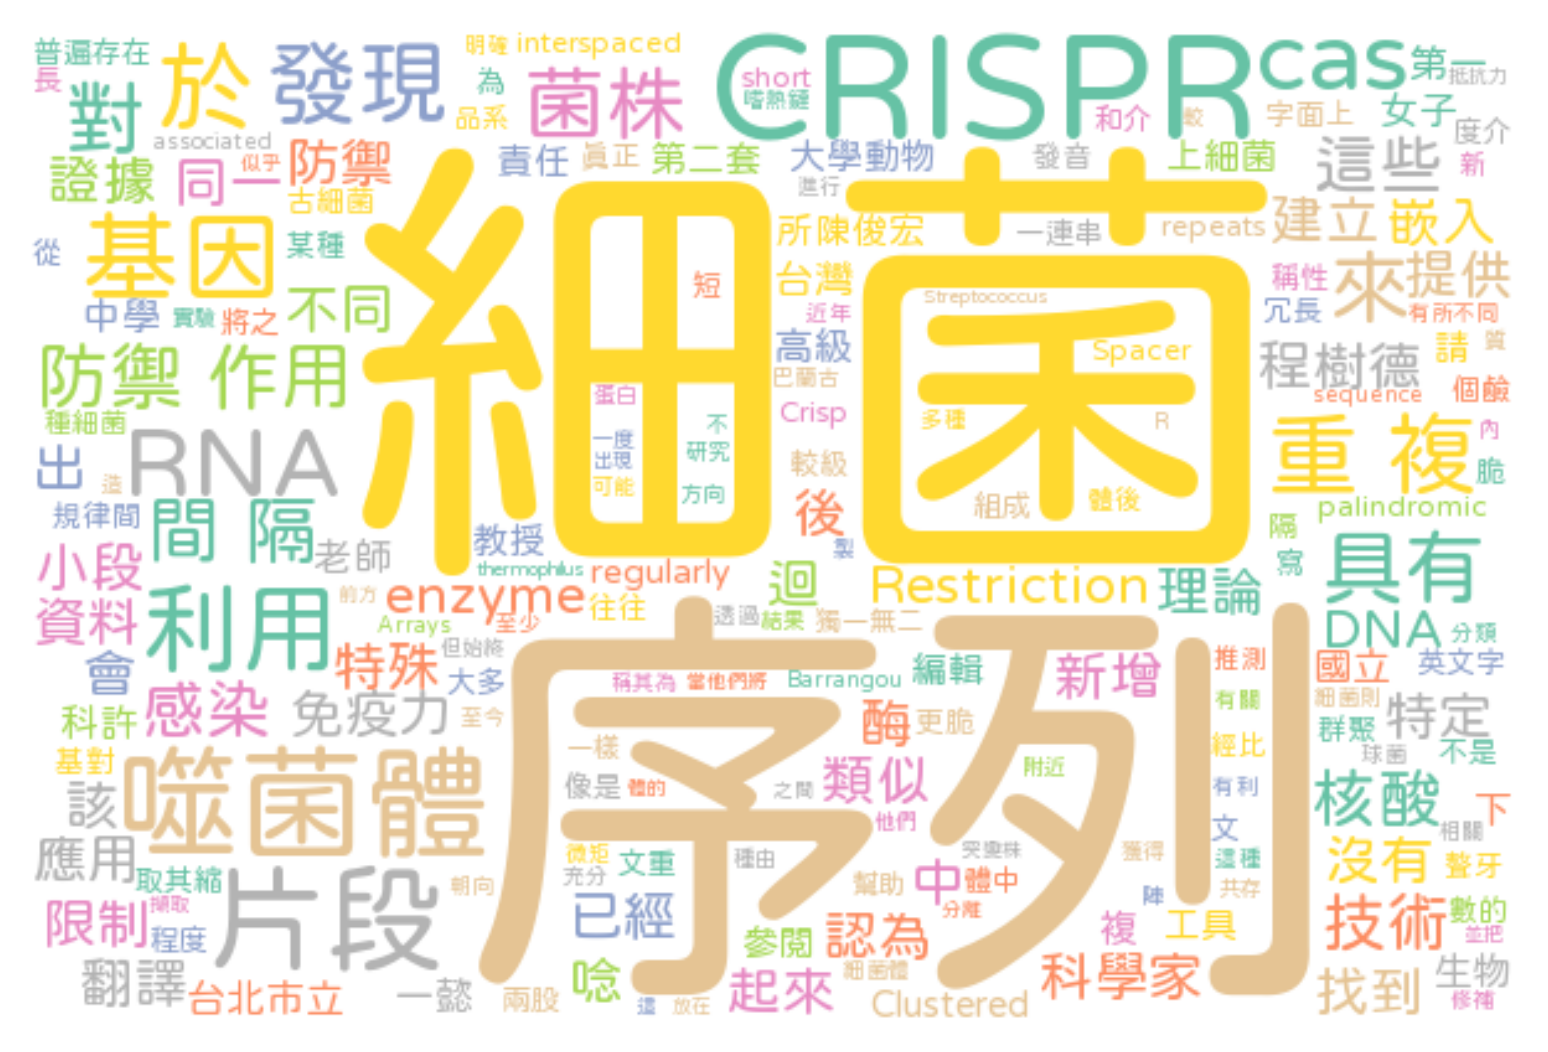 普遍存在
長
對
於
發現
明確
interspaced
為
品系
菌株
CRISPR
short
嗜熱鏈
cas
第一
抵抗力
女子
度介
字面上
和介
associated
證據
同一
似乎
防禦
古細菌
責任
真正
第二套
大學動物
發音
進行
上細菌
這些
新
從
基因
某種
細菌
所陳俊宏
一連串
repeats
建立
嵌入
中學
實驗
將之
不同
短
台灣
近年
Streptococcus
稱性
來
提供
冗長
有所不同
防禦
作用
高級
巴蘭古
Spacer
程樹德
請
質
sequence
個鹼
種細菌
蛋白
一度
出現
可能
不
研究
方向
Crisp
多種
R
較級
重
複
內
脆
出
造
RNA
後
組成
體後
規律間
間
隔
老師
教授
製
palindromic
隔
寫
小段
thermophilus
regularly
迴
Restriction
理論
具有
資料
利用
前方
enzyme
往往
Arrays
至少
透過
結果
獨一無二
DNA
分類
會
特殊
但始終
大多
序列
稱其為
當他們將
Barrangou
編輯
新增
推測
國立
英文字
科許
感染
免疫力
至今
酶
更脆
有關
細菌則
群聚
特定
基對
噬菌體
一樣
像是
體的
之間
類似
他們
附近
經比
有利
文
球菌
不是
該
核酸
下
相關
應用
取其縮
擷取
片段
朝向
微矩
充分
文重
種由
突變株
獲得
這種
共存
沒有
聱牙
限制
程度
已經
幫助
中
體中
分離
陣
複
工具
技術
數的
並把
翻譯
台北市立
一懿
兩股
唸
這
放在
參閱
起來
認為
細菌體
Clustered
科學家
找到
生物
修補